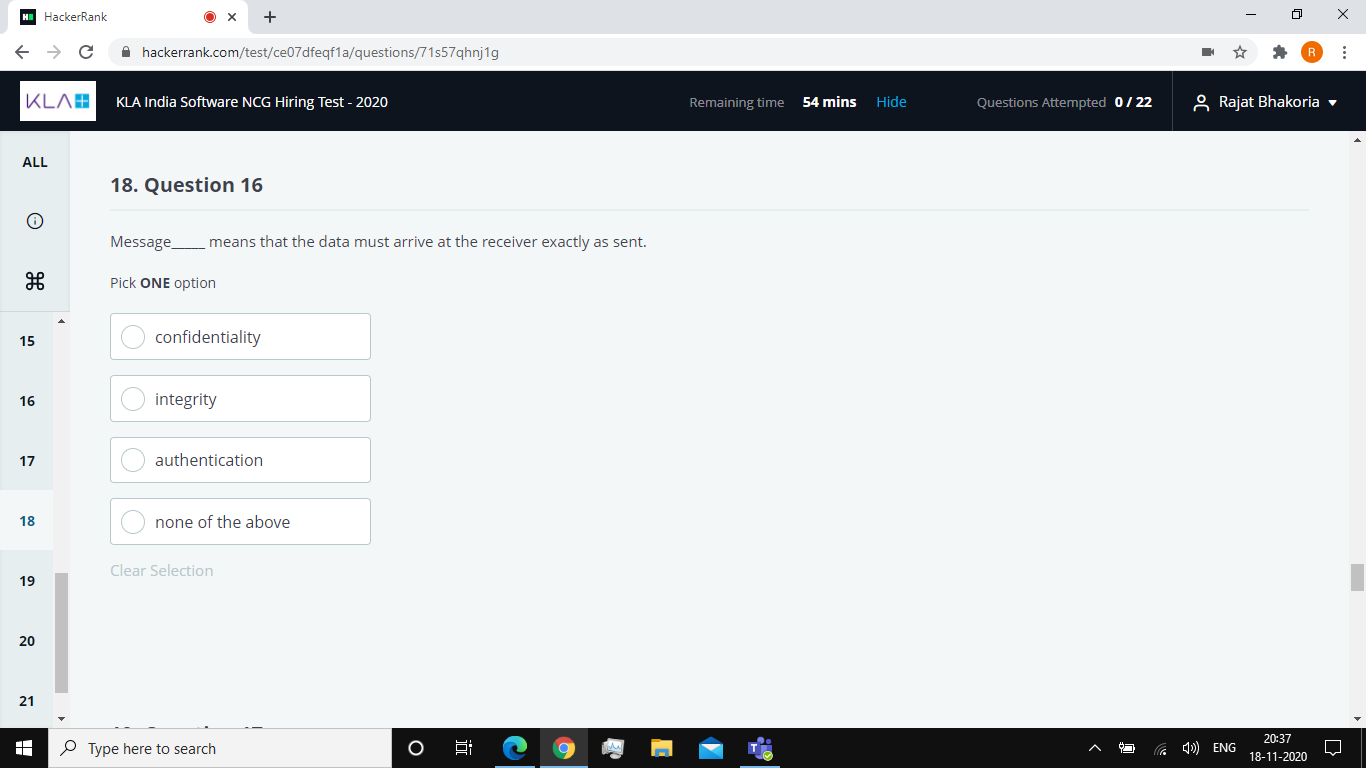 HackerRank
hackerrank.com/test/ce07dfeqf1a/questions/71s57qhnj1g
R
KLA
KLA India Software NCG Hiring Test - 2020
Remaining time 54 mins Hide
Questions Attempted 0 / 22
Rajat Bhakoria
ALL
18. Question 16
Message_____ means that the data must arrive at the receiver exactly as sent.
Pick ONE option
confidentiality
integrity
authentication
none of the above
Clear Selection
15
16
17
18
19
20
21
Type here to search
ENG
20:37
18-11-2020